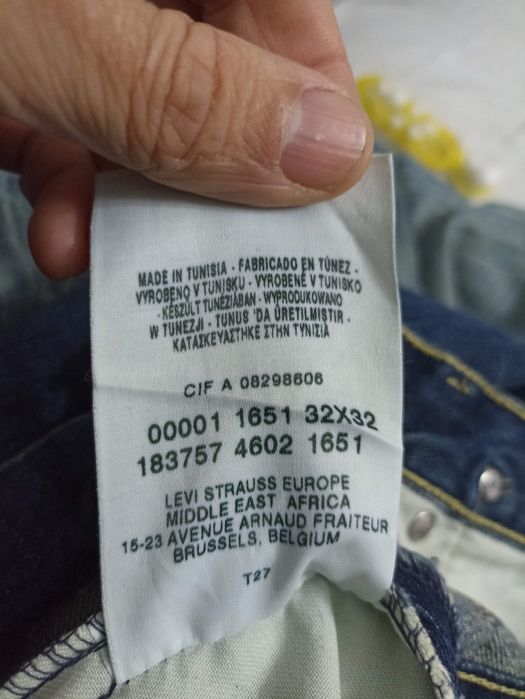 MADE IN TUNISIA - FABRICADO EN TÚNEZ -
VYROBENO V TUNISKU - VYROBENÉ V TUNISKO
- KÉSZÜLT TUNÉZIÁBAN - WYPRODUKOWANO
W TUNEZJI - TUNUS 'DA ÜRETILMISTIR -
ΚΑΤΑΣΚΕΥΑΣΤΗΚΕ ΣΤΗΝ ΤΥΝΙΖΙΑ
CIF A 08298606
00001 1651 32X32
183757 4602 1651
LEVI STRAUSS EUROPE
MIDDLE EAST AFRICA
15-23 AVENUE ARNAUD FRAITEUR
BRUSSELS, BELGIUM
T27